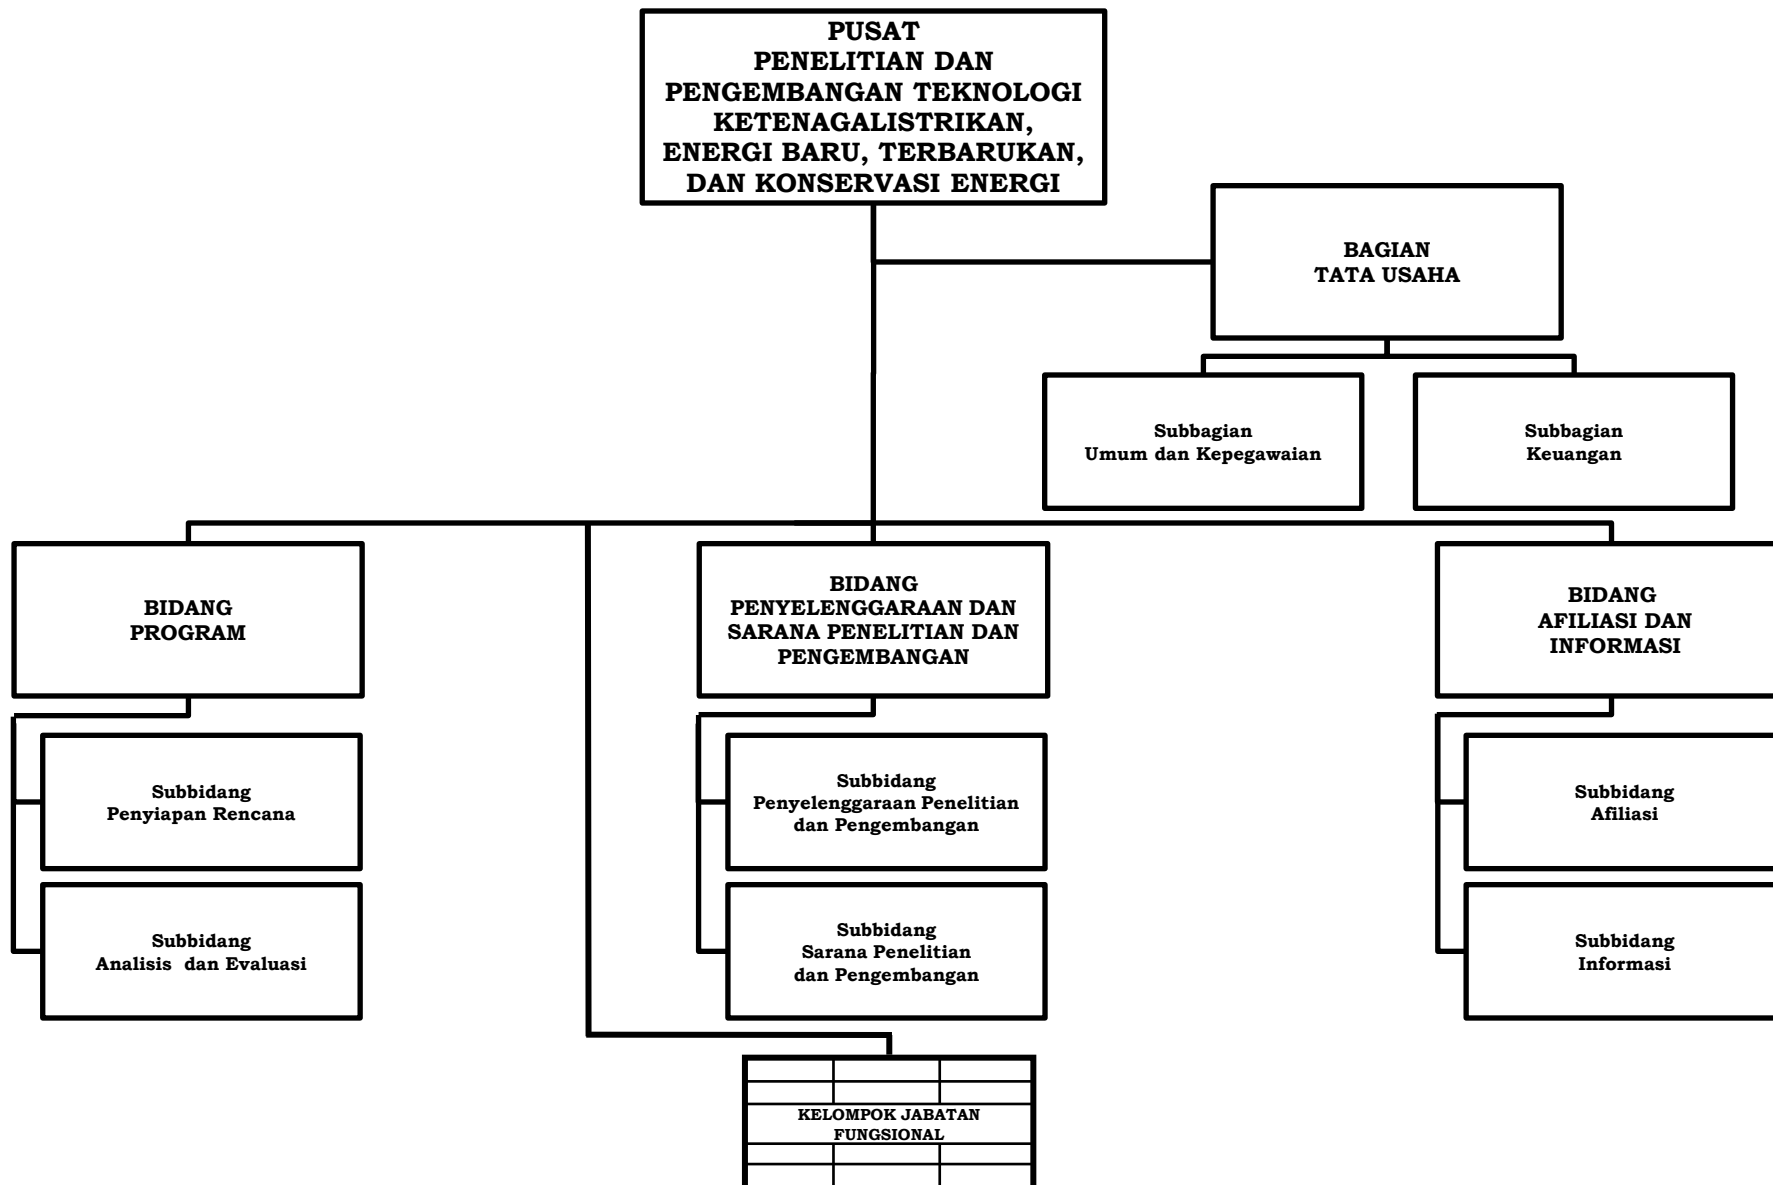 PUSAT
PENELITIAN DAN
PENGEMBANGAN TEKNOLOGI
KETENAGALISTRIKAN,
ENERGI BARU, TERBARUKAN,
DAN KONSERVASI ENERGI
BAGIAN
TATA USAHA
Subbagian
Umum dan Kepegawaian
Subbagian
Keuangan
BIDANG
PROGRAM
BIDANG
PENYELENGGARAAN DAN
SARANA PENELITIAN DAN
PENGEMBANGAN
BIDANG
AFILIASI DAN
INFORMASI
Subbidang
Penyiapan Rencana
Subbidang
Penyelenggaraan Penelitian
dan Pengembangan
Subbidang
Afiliasi
Subbidang
Analisis  dan Evaluasi
Subbidang
Sarana Penelitian
dan Pengembangan
Subbidang
Informasi
KELOMPOK JABATAN
FUNGSIONAL